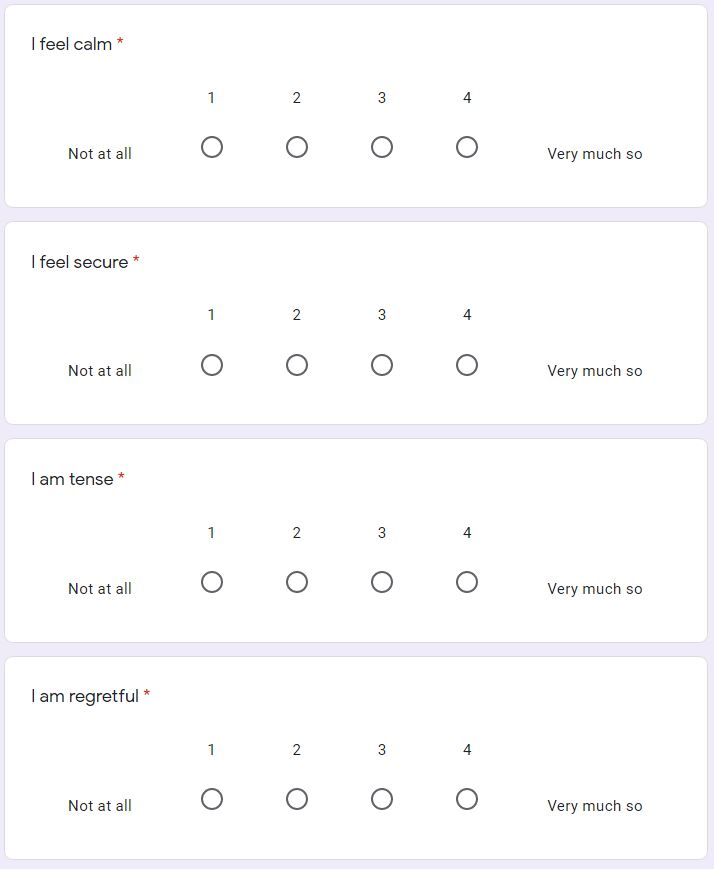 I feel calm *
1 2 3 4
Not at all Very much so
I feel secure *
1 2 3 4
Not at all Very much so
I am tense *
1 2 3 4
Not at all Very much so
I am regretful *
1 2 3 4
Not at all Very much so